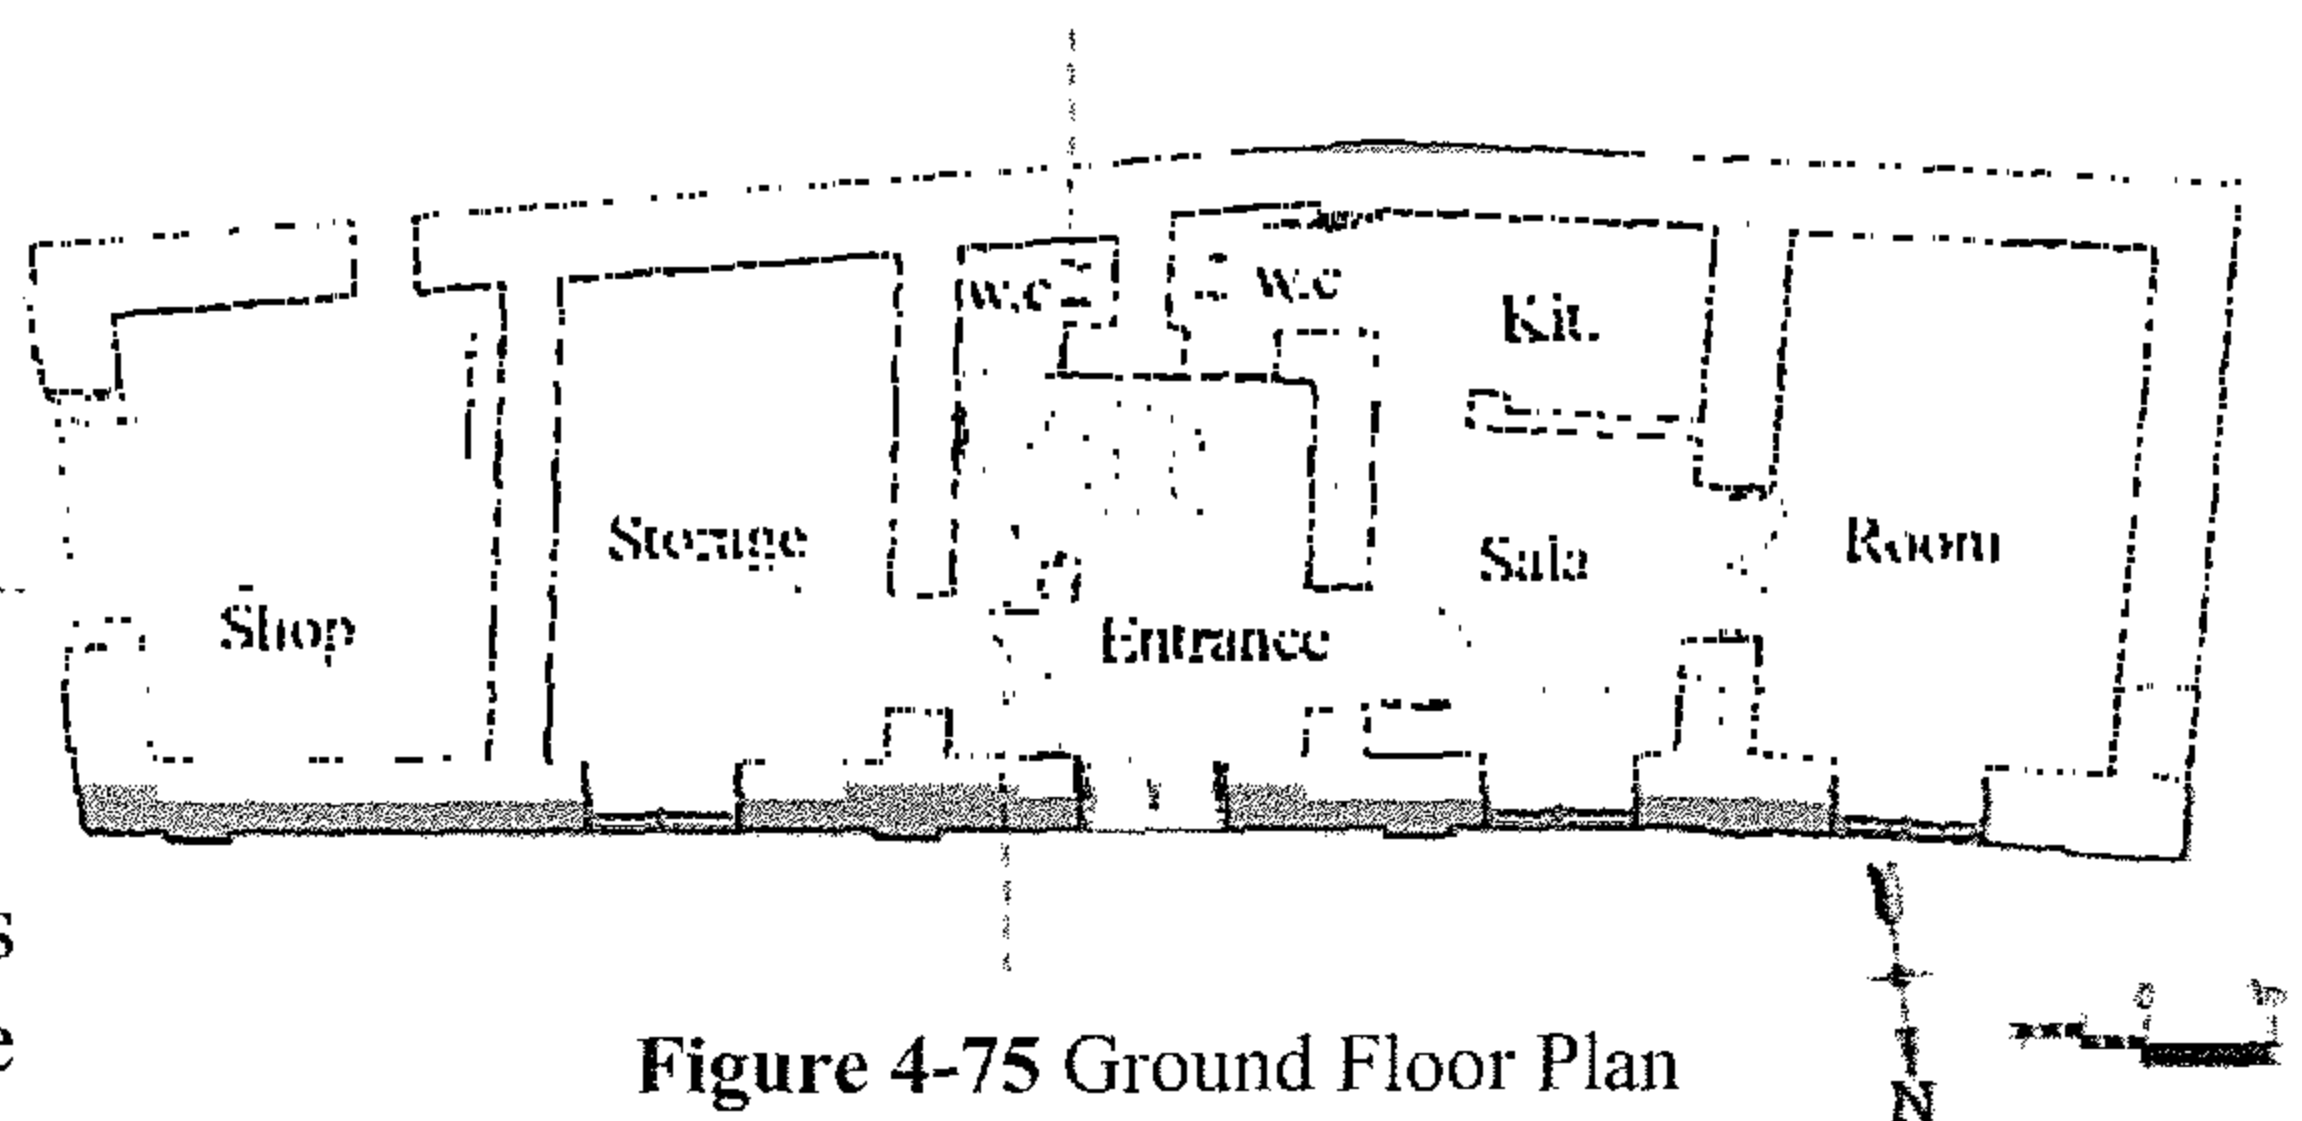 w.c w.c
Kit.
Storage Sala Room
Shop Entrance
s
e
Figure 4-75 Ground Floor Plan
N